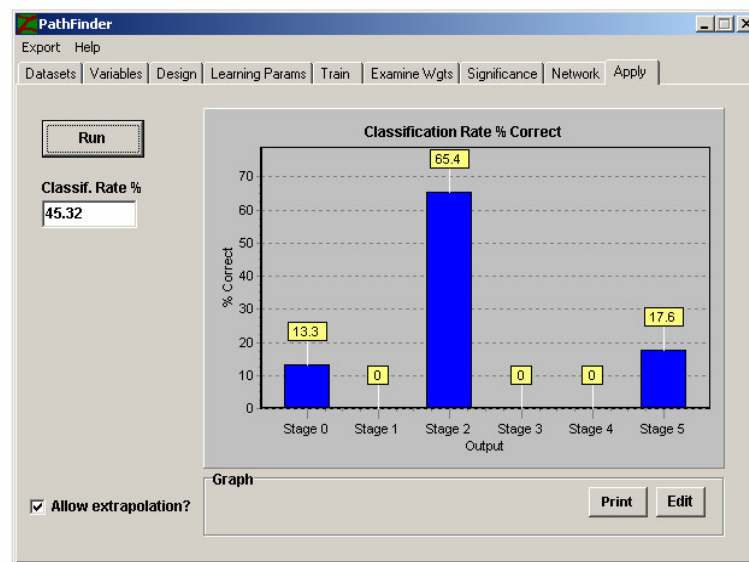 PathFinder
Export Help
Datasets Variables Design Learning Params Train Examine Wgts Significance Network Apply
Run
Classif. Rate %
45.32
Classification Rate % Correct
% Correct
70
60
50
40
30
20
10
0
13.3
0
65.4
0
0
17.6
Stage 0 Stage 1 Stage 2 Stage 3 Stage 4 Stage 5
Output
Allow extrapolation?
Graph
Print Edit